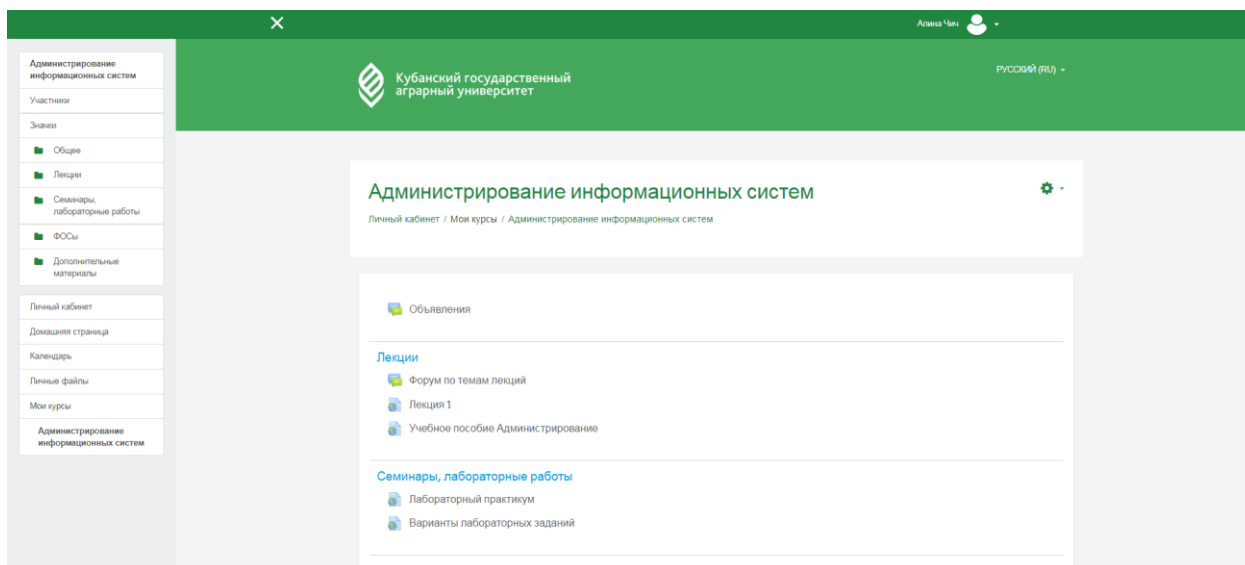 Алина Чич
Администрирование
информационных систем
Участники
Значки
Общее
Лекции
Семинары,
лабораторные работы
ФОСы
Дополнительные
материалы
Личный кабинет
Домашняя страница
Календарь
Личные файлы
Мои курсы
Администрирование
информационных систем
Кубанский государственный
аграрный университет
РУССКИЙ (RU)
Администрирование информационных систем
Личный кабинет / Мои курсы / Администрирование информационных систем
Объявления
Лекции
Форум по темам лекций
Лекция 1
Учебное пособие Администрирование
Семинары, лабораторные работы
Лабораторный практикум
Варианты лабораторных заданий